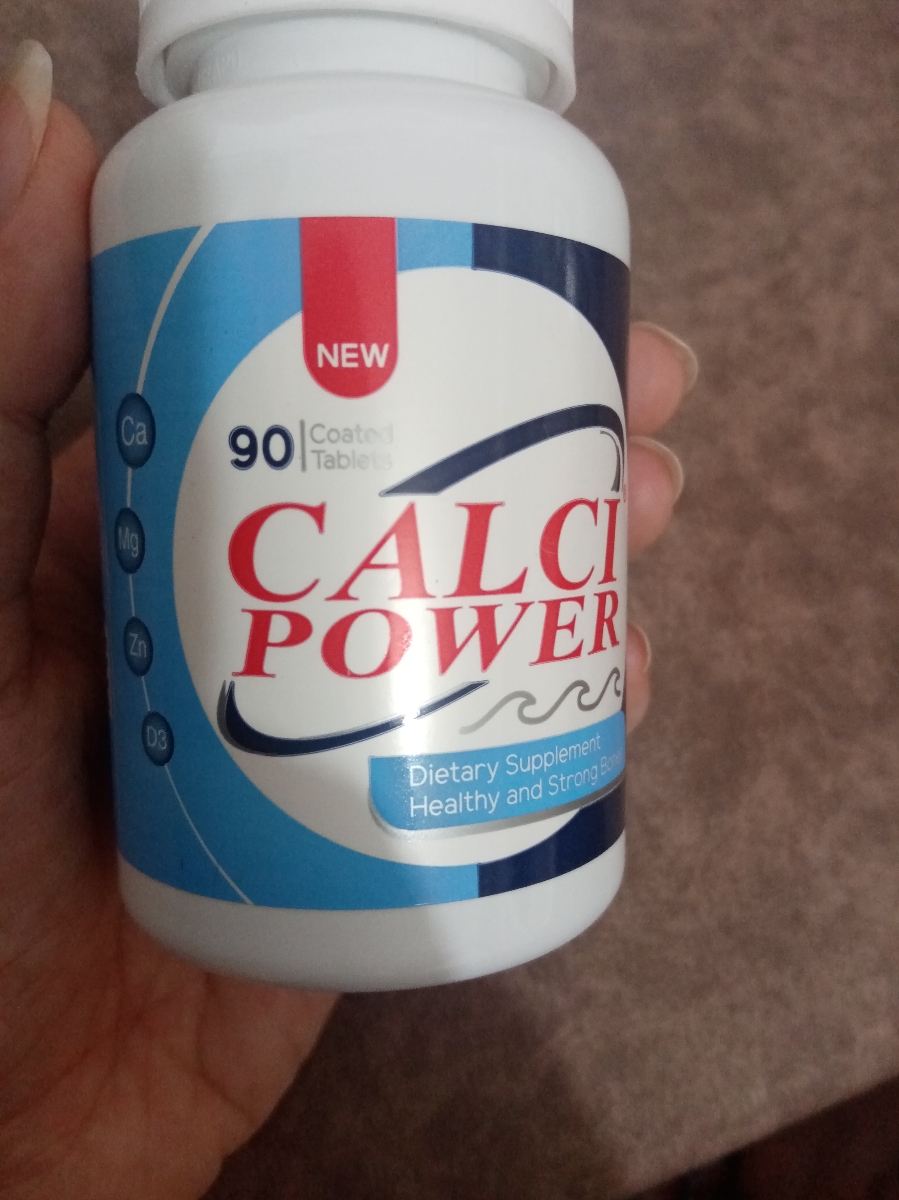 NEW
90 Coated
Tablets
CALCI
POWER
Ca
Mg
Zn
D3
Dietary Supplement
Healthy and Strong